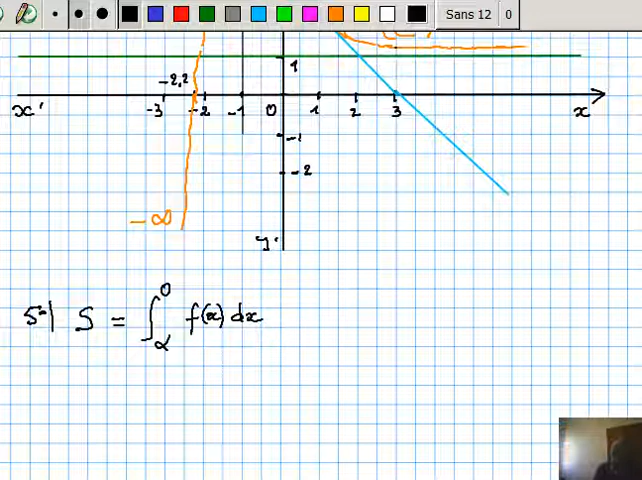 Sans 12 0
1
-2,2
x' -3 -2 -1 0 1 2 3 x
-1
-2
-∞
y'
5°| S = ∫_α^0 f(x) dx